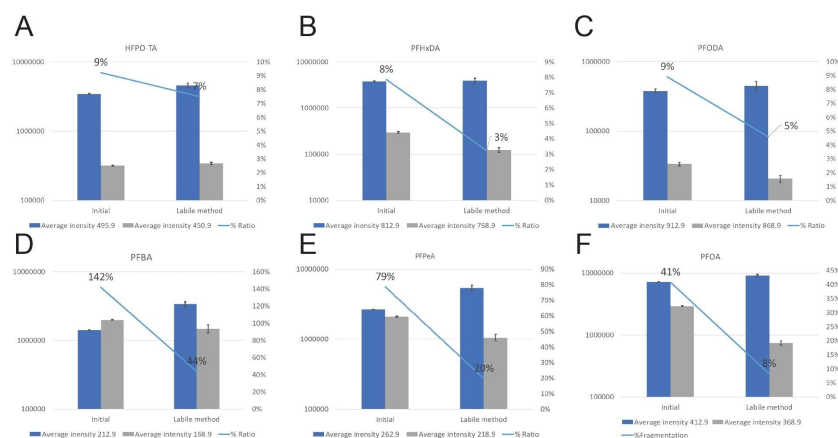 A
HFPO-TA
9%
7%
10000000
1000000
100000
10%
9%
8%
7%
6%
5%
4%
3%
2%
1%
0%
Initial
Labile method
Average inensity 495.9 Average intensity 450.9 % Ratio
B
PFHxDA
8%
3%
10000000
1000000
100000
10000
9%
8%
7%
6%
5%
4%
3%
2%
1%
0%
Initial
Labile method
Average inensity 812.9 Average intensity 768.9 % Ratio
C
PFODA
9%
5%
1000000
100000
10000
10%
9%
8%
7%
6%
5%
4%
3%
2%
1%
0%
Initial
Labile method
Average inensity 912.9 Average intensity 868.9 % Ratio
D
PFBA
142%
44%
10000000
1000000
100000
160%
140%
120%
100%
80%
60%
40%
20%
0%
Initial
Labile method
Average inensity 212.9 Average intensity 168.9 % Ratio
E
PFPeA
79%
20%
10000000
1000000
100000
90%
80%
70%
60%
50%
40%
30%
20%
10%
0%
Initial
Labile method
Average inensity 262.9 Average intensity 218.9 % Ratio
F
PFOA
41%
8%
10000000
1000000
100000
45%
40%
35%
30%
25%
20%
15%
10%
5%
0%
Initial
Labile method
Average inensity 412.9 Average intensity 368.9
%Fragmentation